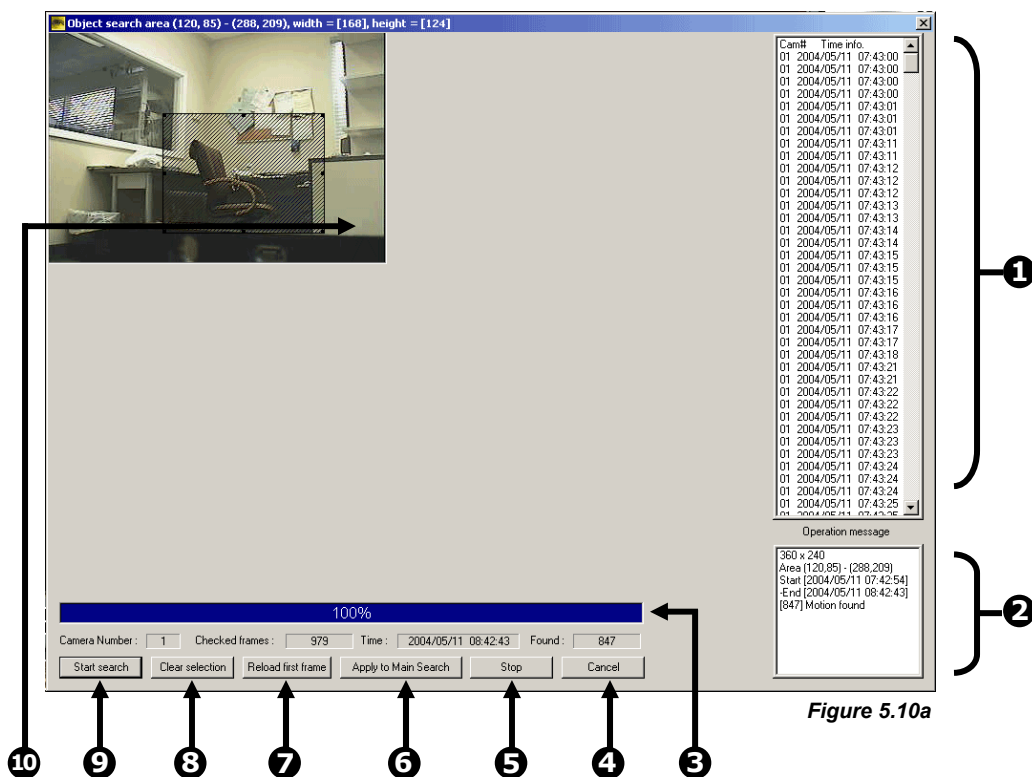 Object search area (120, 85) - (288, 209), width = [168], height = [124]
Cam# Time info.
01 2004/05/11 07:43:00
01 2004/05/11 07:43:00
01 2004/05/11 07:43:00
01 2004/05/11 07:43:00
01 2004/05/11 07:43:01
01 2004/05/11 07:43:01
01 2004/05/11 07:43:01
01 2004/05/11 07:43:11
01 2004/05/11 07:43:11
01 2004/05/11 07:43:12
01 2004/05/11 07:43:12
01 2004/05/11 07:43:12
01 2004/05/11 07:43:13
01 2004/05/11 07:43:13
01 2004/05/11 07:43:14
01 2004/05/11 07:43:14
01 2004/05/11 07:43:15
01 2004/05/11 07:43:15
01 2004/05/11 07:43:15
01 2004/05/11 07:43:16
01 2004/05/11 07:43:16
01 2004/05/11 07:43:16
01 2004/05/11 07:43:17
01 2004/05/11 07:43:17
01 2004/05/11 07:43:18
01 2004/05/11 07:43:21
01 2004/05/11 07:43:21
01 2004/05/11 07:43:22
01 2004/05/11 07:43:22
01 2004/05/11 07:43:22
01 2004/05/11 07:43:23
01 2004/05/11 07:43:23
01 2004/05/11 07:43:23
01 2004/05/11 07:43:24
01 2004/05/11 07:43:24
01 2004/05/11 07:43:24
01 2004/05/11 07:43:25
01 2004/05/11 07:43:25
1
Operation message
360 x 240
Area (120,85) - (288,209)
Start [2004/05/11 07:42:54]
-End [2004/05/11 08:42:43]
[847] Motion found
2
100%
3
Camera Number : 1 Checked frames : 979 Time : 2004/05/11 08:42:43 Found : 847
Start search Clear selection Reload first frame Apply to Main Search Stop Cancel
Figure 5.10a
10 9 8 7 6 5 4 3